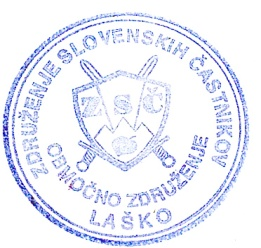 ZDRUŽENJE SLOVENSKIH ČASTNIKOV
ZSČ
OBMOČNO ZDRUŽENJE
LAŠKO